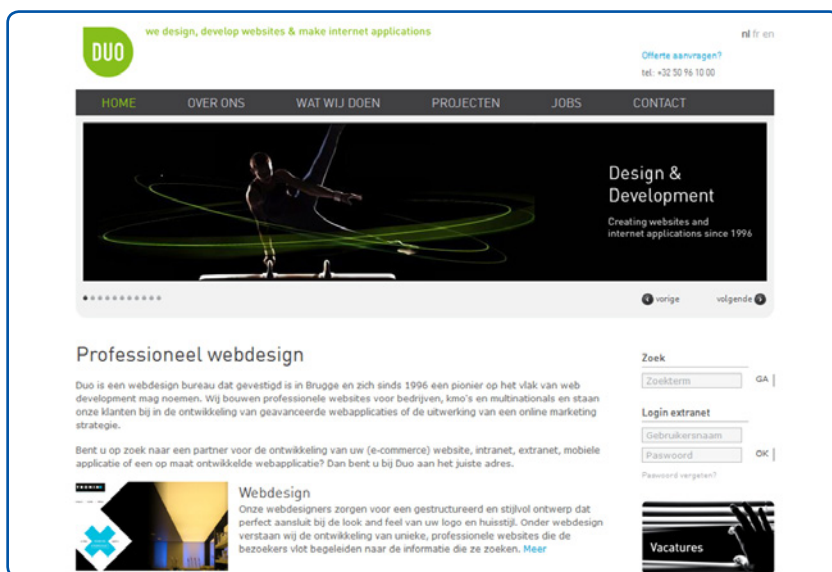 DUO
we design, develop websites & make internet applications
nl fr en
Offerte aanvragen?
tel: +32 50 96 10 00
HOME OVER ONS WAT WIJ DOEN PROJECTEN JOBS CONTACT
Design &
Development
Creating websites and
internet applications since 1996
vorige volgende
Professioneel webdesign
Duo is een webdesign bureau dat gevestigd is in Brugge en zich sinds 1996 een pionier op het vlak van web
development mag noemen. Wij bouwen professionele websites voor bedrijven, kmo's en multinationals en staan
onze klanten bij in de ontwikkeling van geavanceerde webapplicaties of de uitwerking van een online marketing
strategie.
Bent u op zoek naar een partner voor de ontwikkeling van uw (e-commerce) website, intranet, extranet, mobiele
applicatie of een op maat ontwikkelde webapplicatie? Dan bent u bij Duo aan het juiste adres.
Webdesign
Onze webdesigners zorgen voor een gestructureerd en stijlvol ontwerp dat
perfect aansluit bij de look and feel van uw logo en huisstijl. Onder webdesign
verstaan wij de ontwikkeling van unieke, professionele websites die de
bezoekers vlot begeleiden naar de informatie die ze zoeken. Meer
Zoek
Zoekterm GA
Login extranet
Gebruikersnaam
Paswoord OK
Paswoord vergeten?
Vacatures